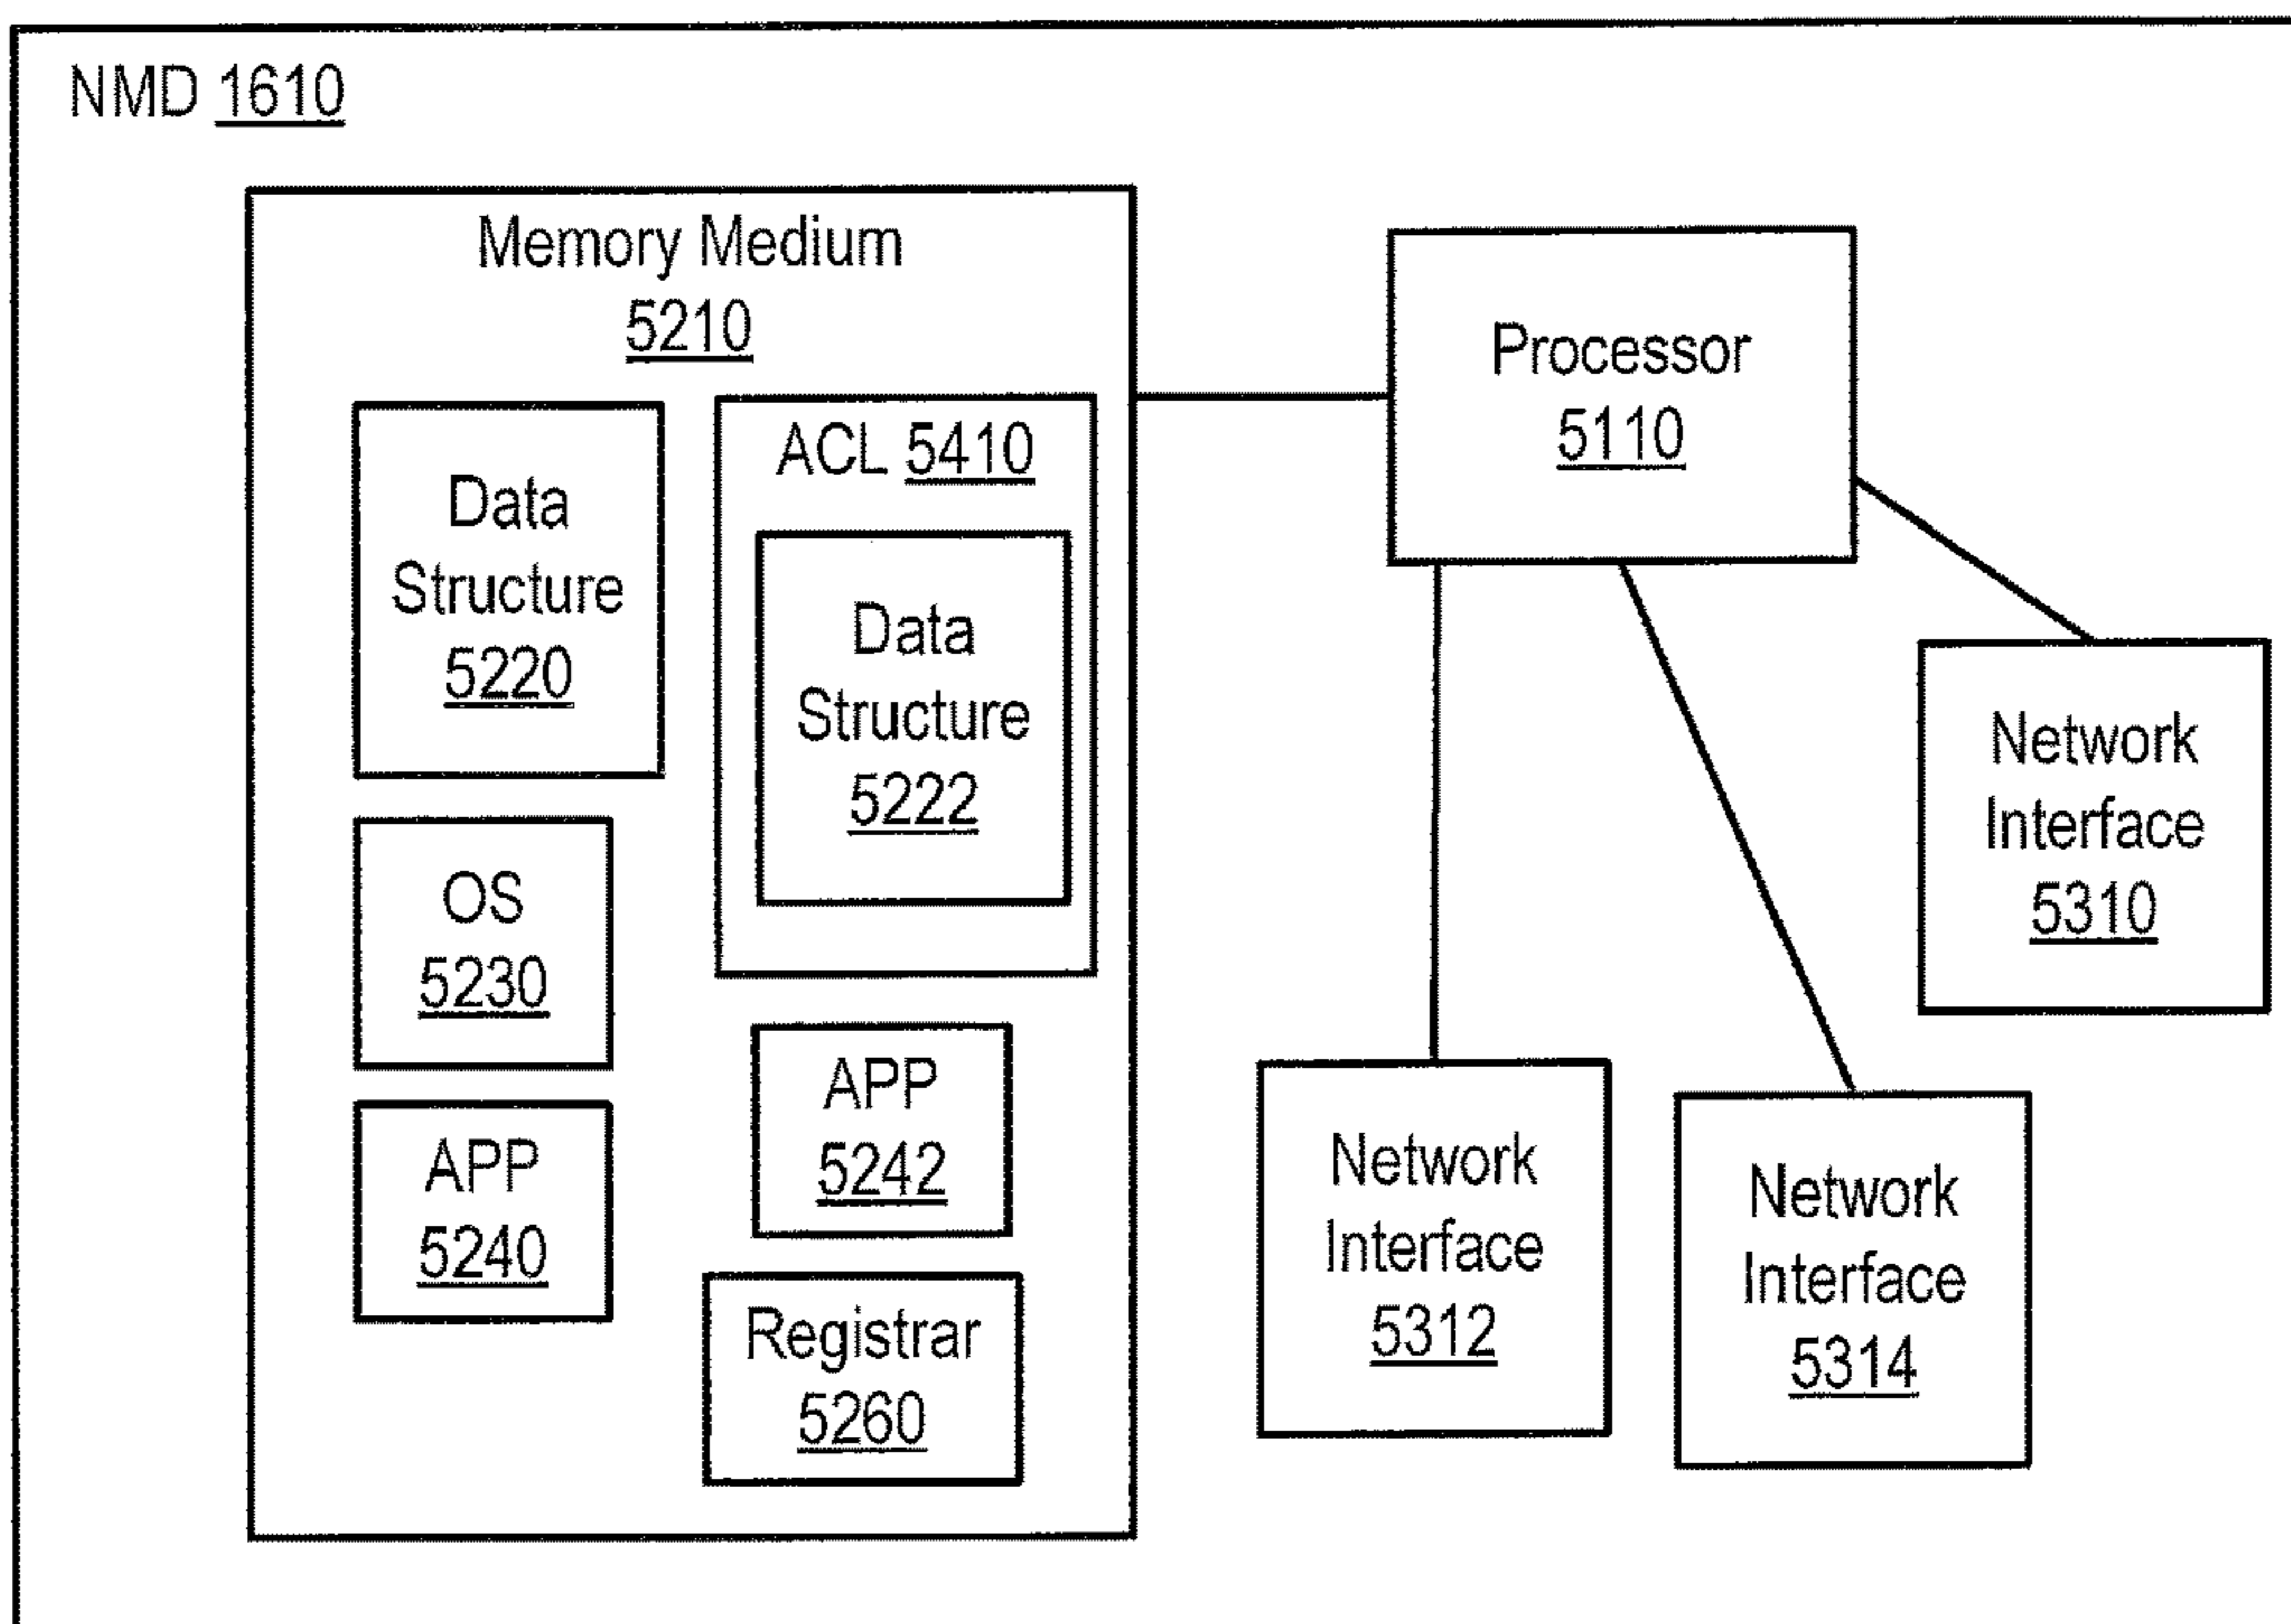 NMD 1610
Memory Medium
5210
Data
Structure
5220
ACL 5410
Data
Structure
5222
OS
5230
APP
5240
APP
5242
Registrar
5260
Processor
5110
Network
Interface
5310
Network
Interface
5312
Network
Interface
5314